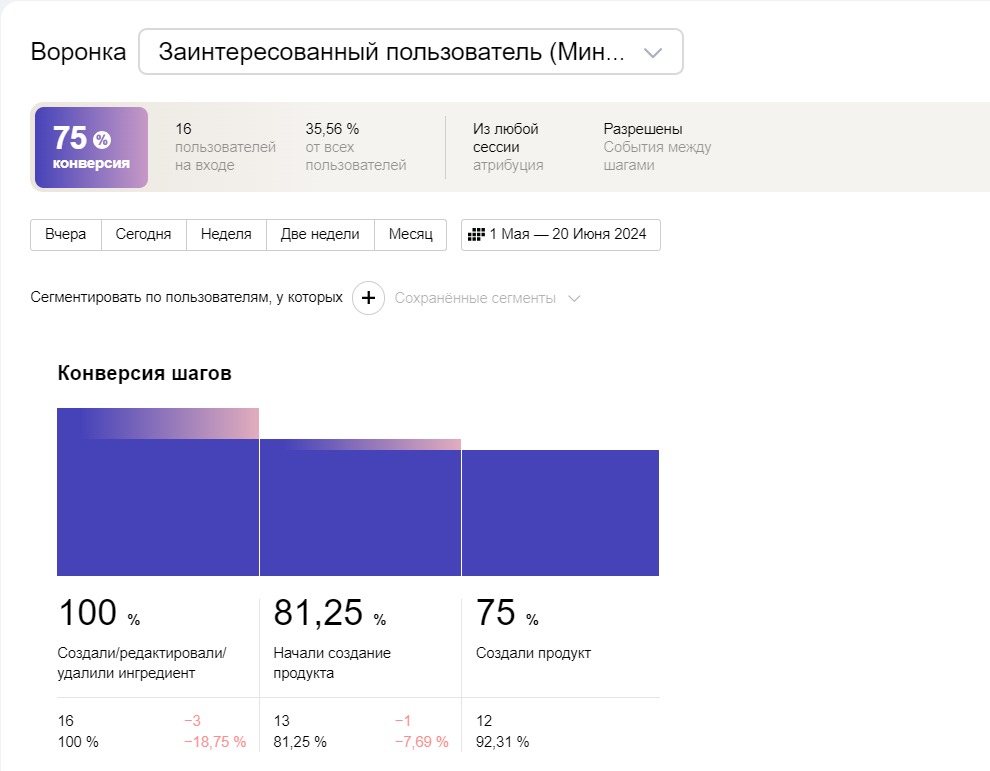 Воронка Заинтересованный пользователь (Мин...
75 %
конверсия
16
пользователей
на входе
35,56 %
от всех
пользователей
Из любой
сессии
атрибуция
Разрешены
События между
шагами
Вчера Сегодня Неделя Две недели Месяц 1 Мая — 20 Июня 2024
Сегментировать по пользователям, у которых + Сохранённые сегменты
Конверсия шагов
100 %
Создали/редактировали/
удалили ингредиент
16 −3
100 % −18,75 %
81,25 %
Начали создание
продукта
13 −1
81,25 % −7,69 %
75 %
Создали продукт
12
92,31 %